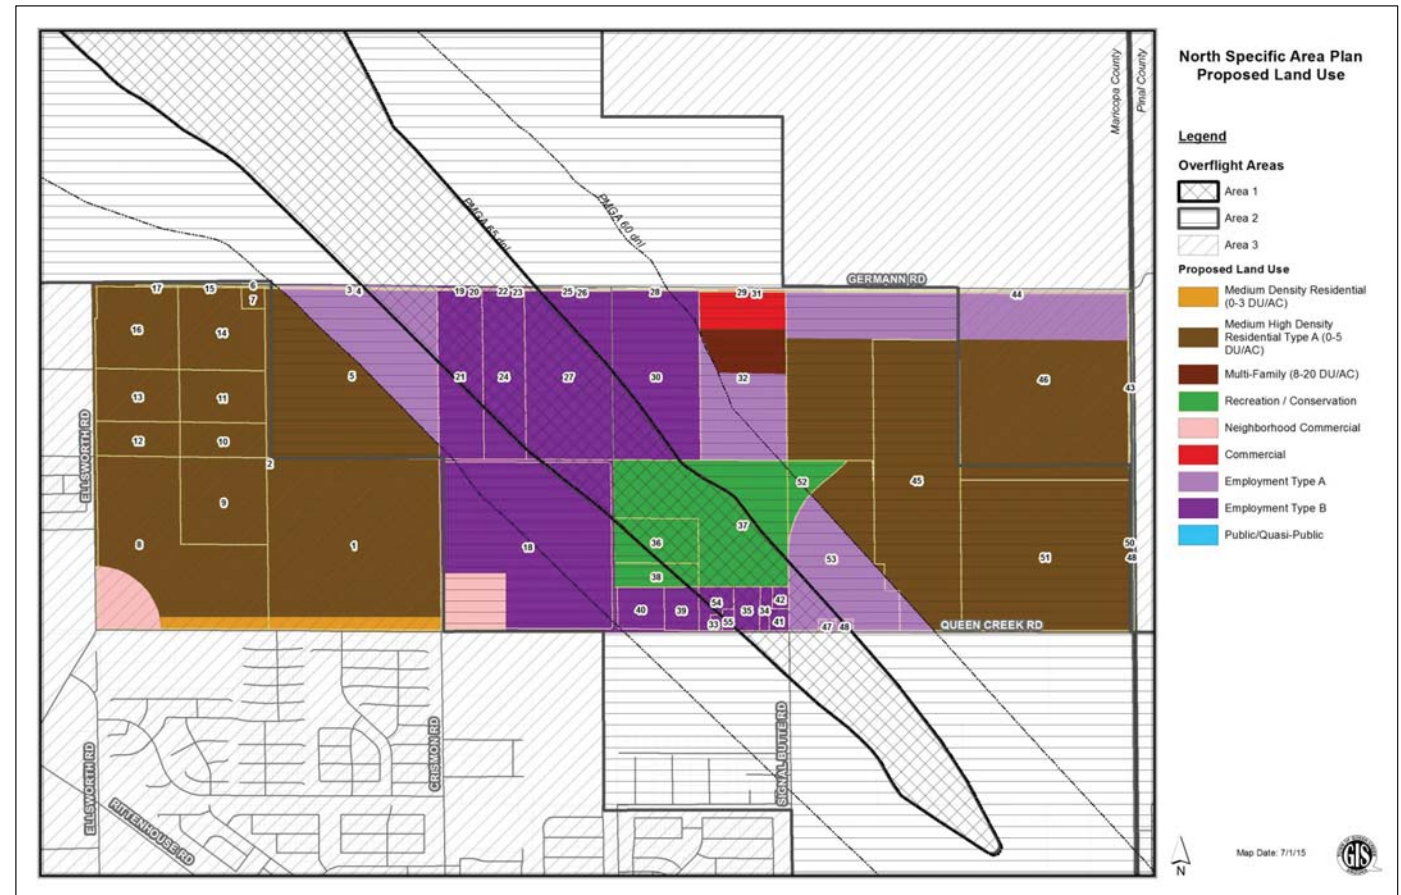 North Specific Area Plan
Proposed Land Use
Maricopa County
Pinal County
Legend
Overflight Areas
Area 1
Area 2
Area 3
Proposed Land Use
Medium Density Residential
(0-3 DU/AC)
Medium High Density
Residential Type A (0-5
DU/AC)
Multi-Family (8-20 DU/AC)
Recreation / Conservation
Neighborhood Commercial
Commercial
Employment Type A
Employment Type B
Public/Quasi-Public
PMGA 65 dnl
PMGA 60 dnl
GERMANN RD
17
15
6
7
3
4
19
20
22
23
25
26
28
29
31
44
16
14
5
21
24
27
30
32
46
43
13
11
12
10
2
9
8
1
18
52
45
37
36
38
53
51
50
48
40
39
54
33
55
35
34
42
41
47
48
ELLSWORTH RD
QUEEN CREEK RD
ELLSWORTH RD
RITTENHOUSE RD
CRISMON RD
SIGNAL BUTTE RD
N
Map Date: 7/1/15
GIS